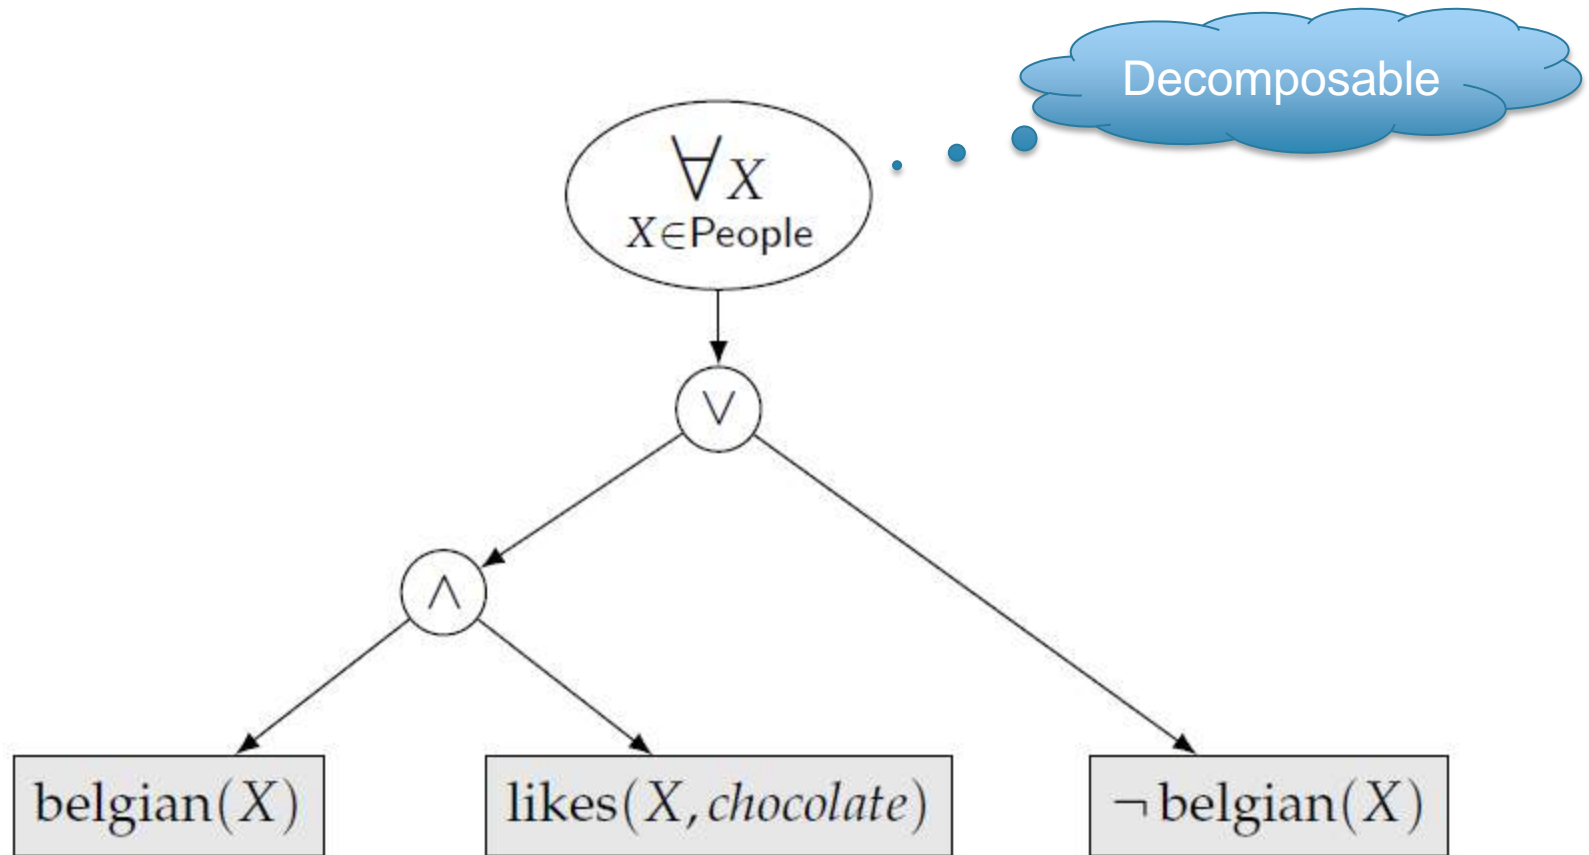 Decomposable
∀X
X∈People
∨
∧
belgian(X)
likes(X, chocolate)
¬ belgian(X)